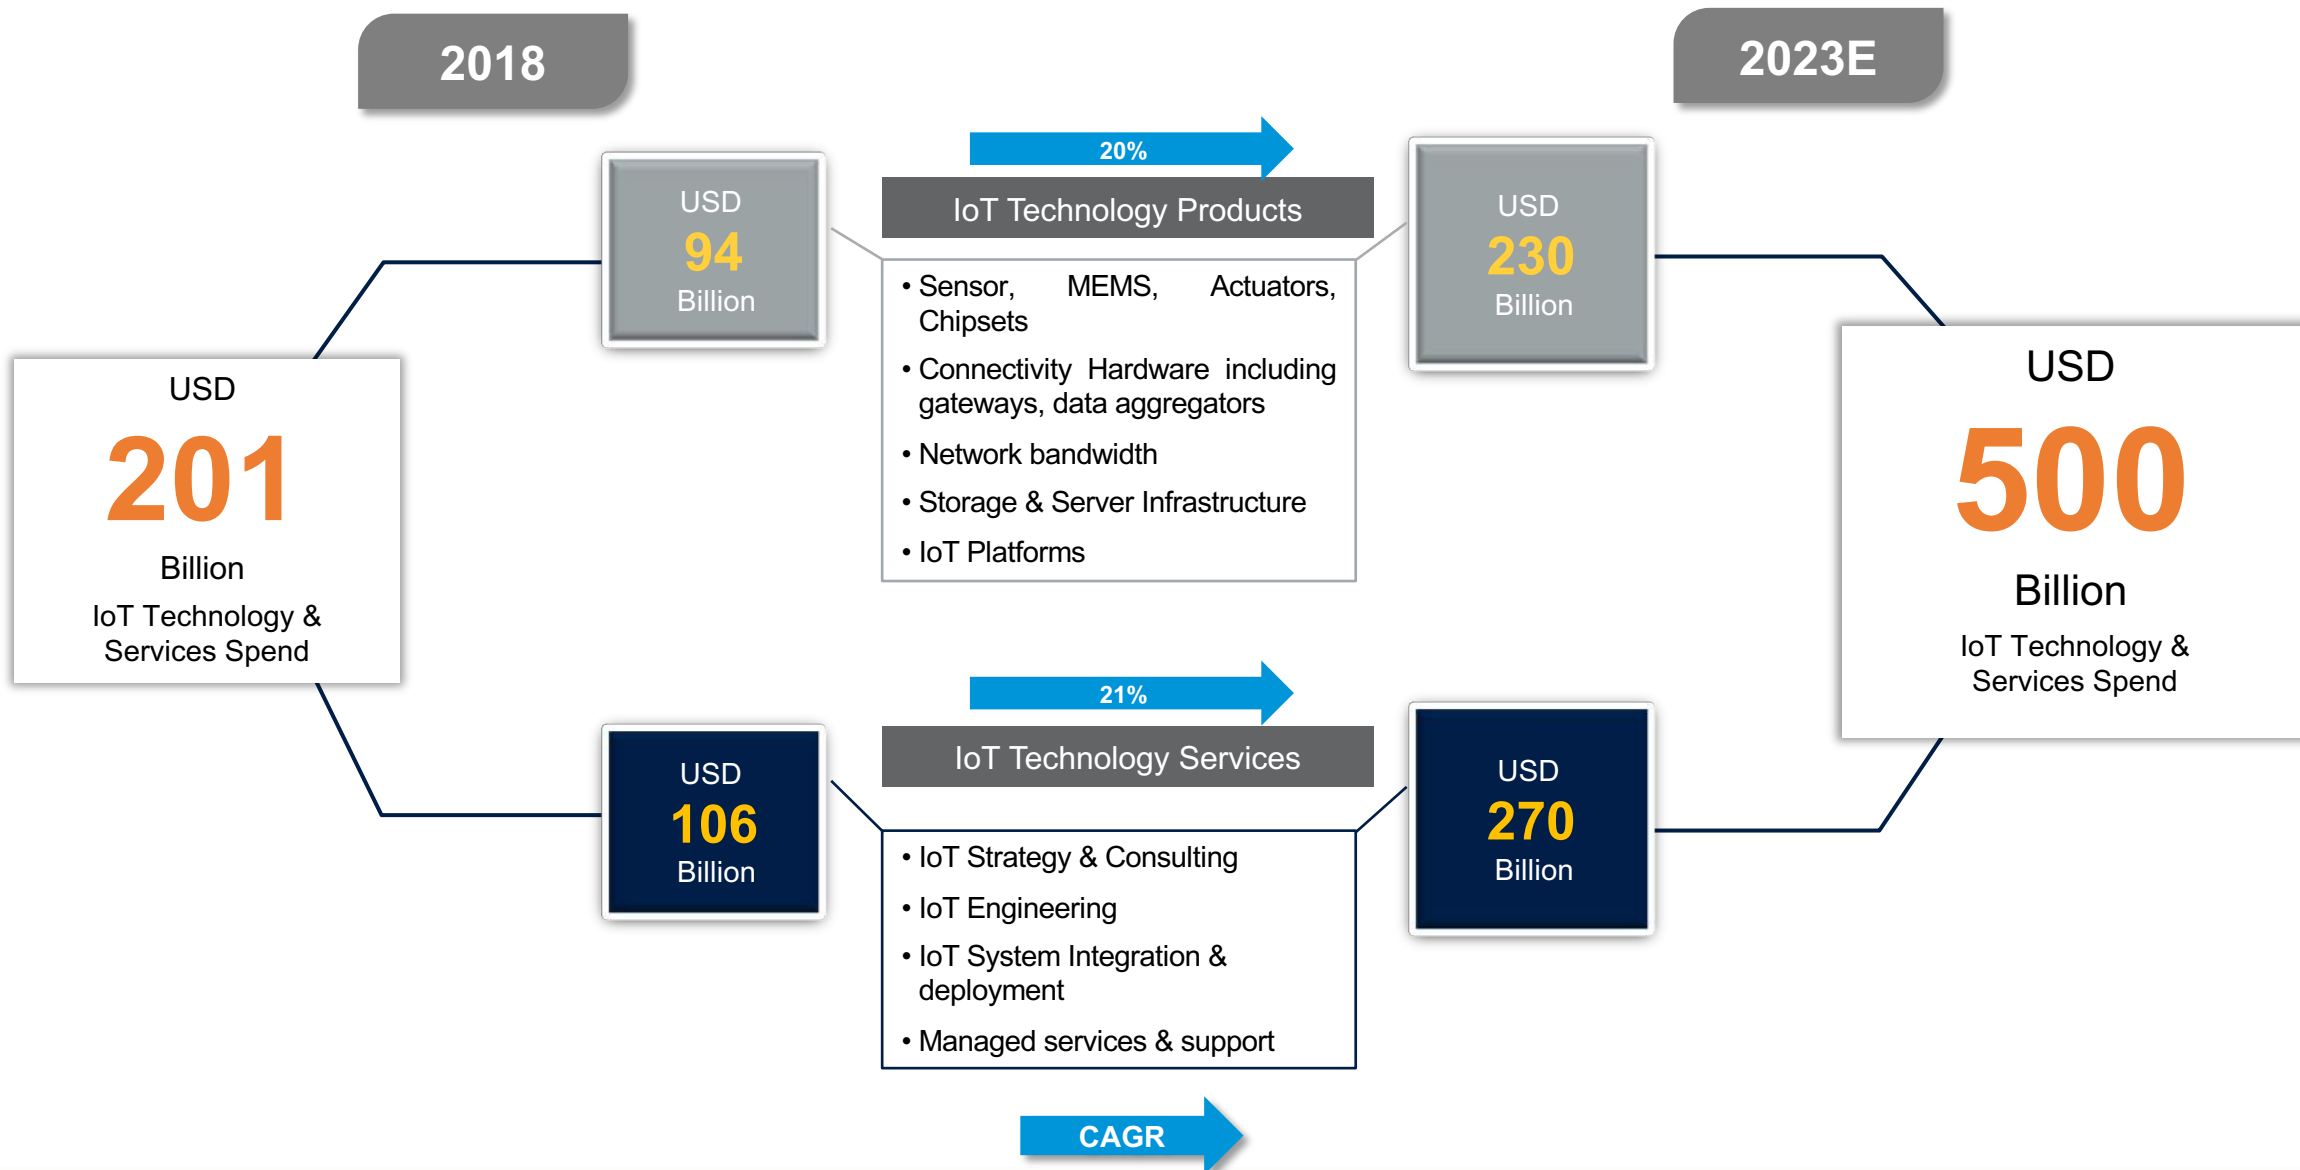 2018
2023E
USD
201
Billion
IoT Technology &
Services Spend
USD
94
Billion
20%
IoT Technology Products
• Sensor, MEMS, Actuators,
Chipsets
• Connectivity Hardware including
gateways, data aggregators
• Network bandwidth
• Storage & Server Infrastructure
• IoT Platforms
USD
230
Billion
USD
106
Billion
21%
IoT Technology Services
• IoT Strategy & Consulting
• IoT Engineering
• IoT System Integration &
deployment
• Managed services & support
USD
270
Billion
USD
500
Billion
IoT Technology &
Services Spend
CAGR